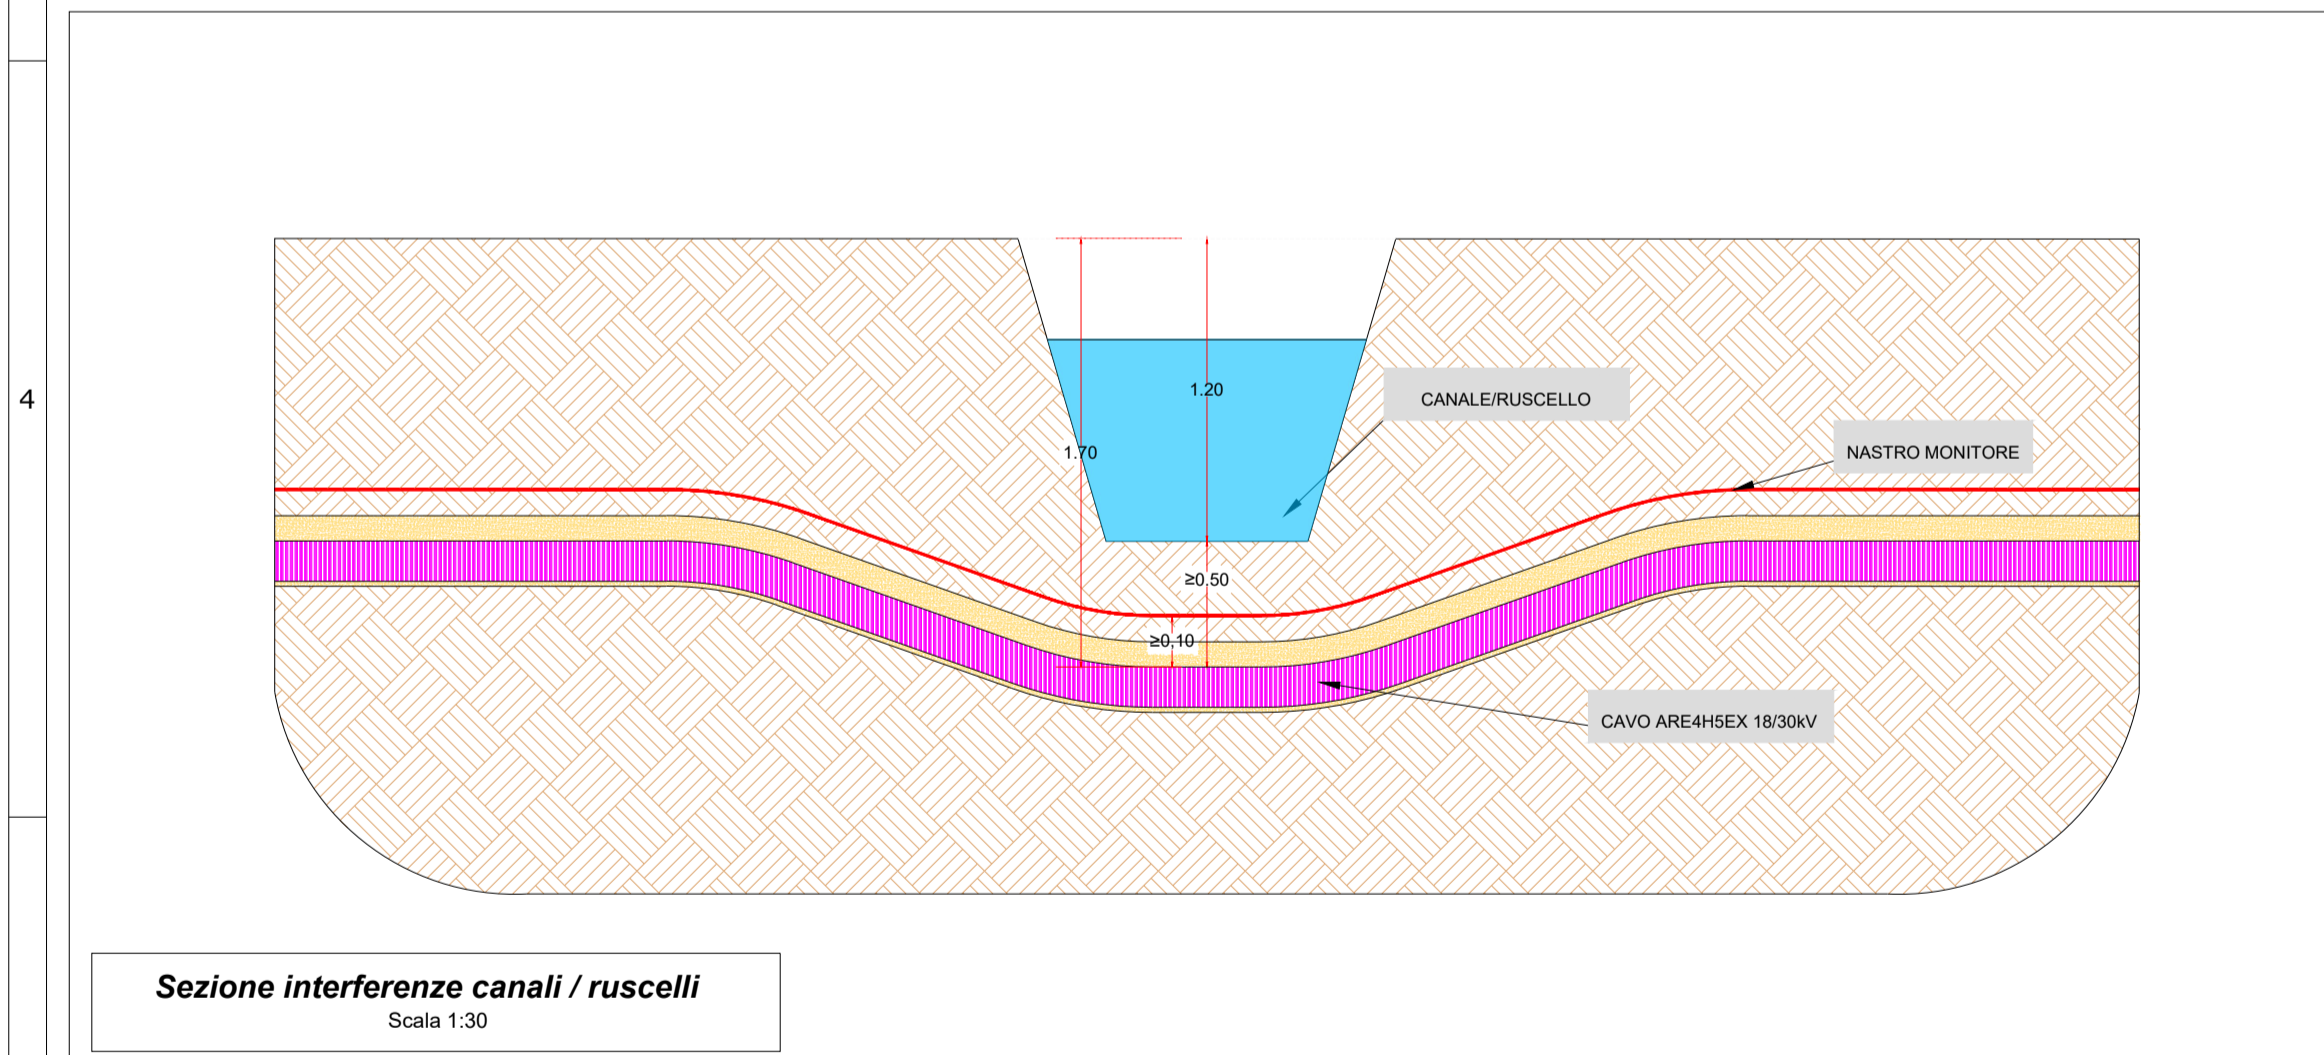 4
1.20
CANALE/RUSCELLO
1.70
NASTRO MONITORE
≥0.50
≥0,10
CAVO ARE4H5EX 18/30kV
Sezione interferenze canali / ruscelli
Scala 1:30